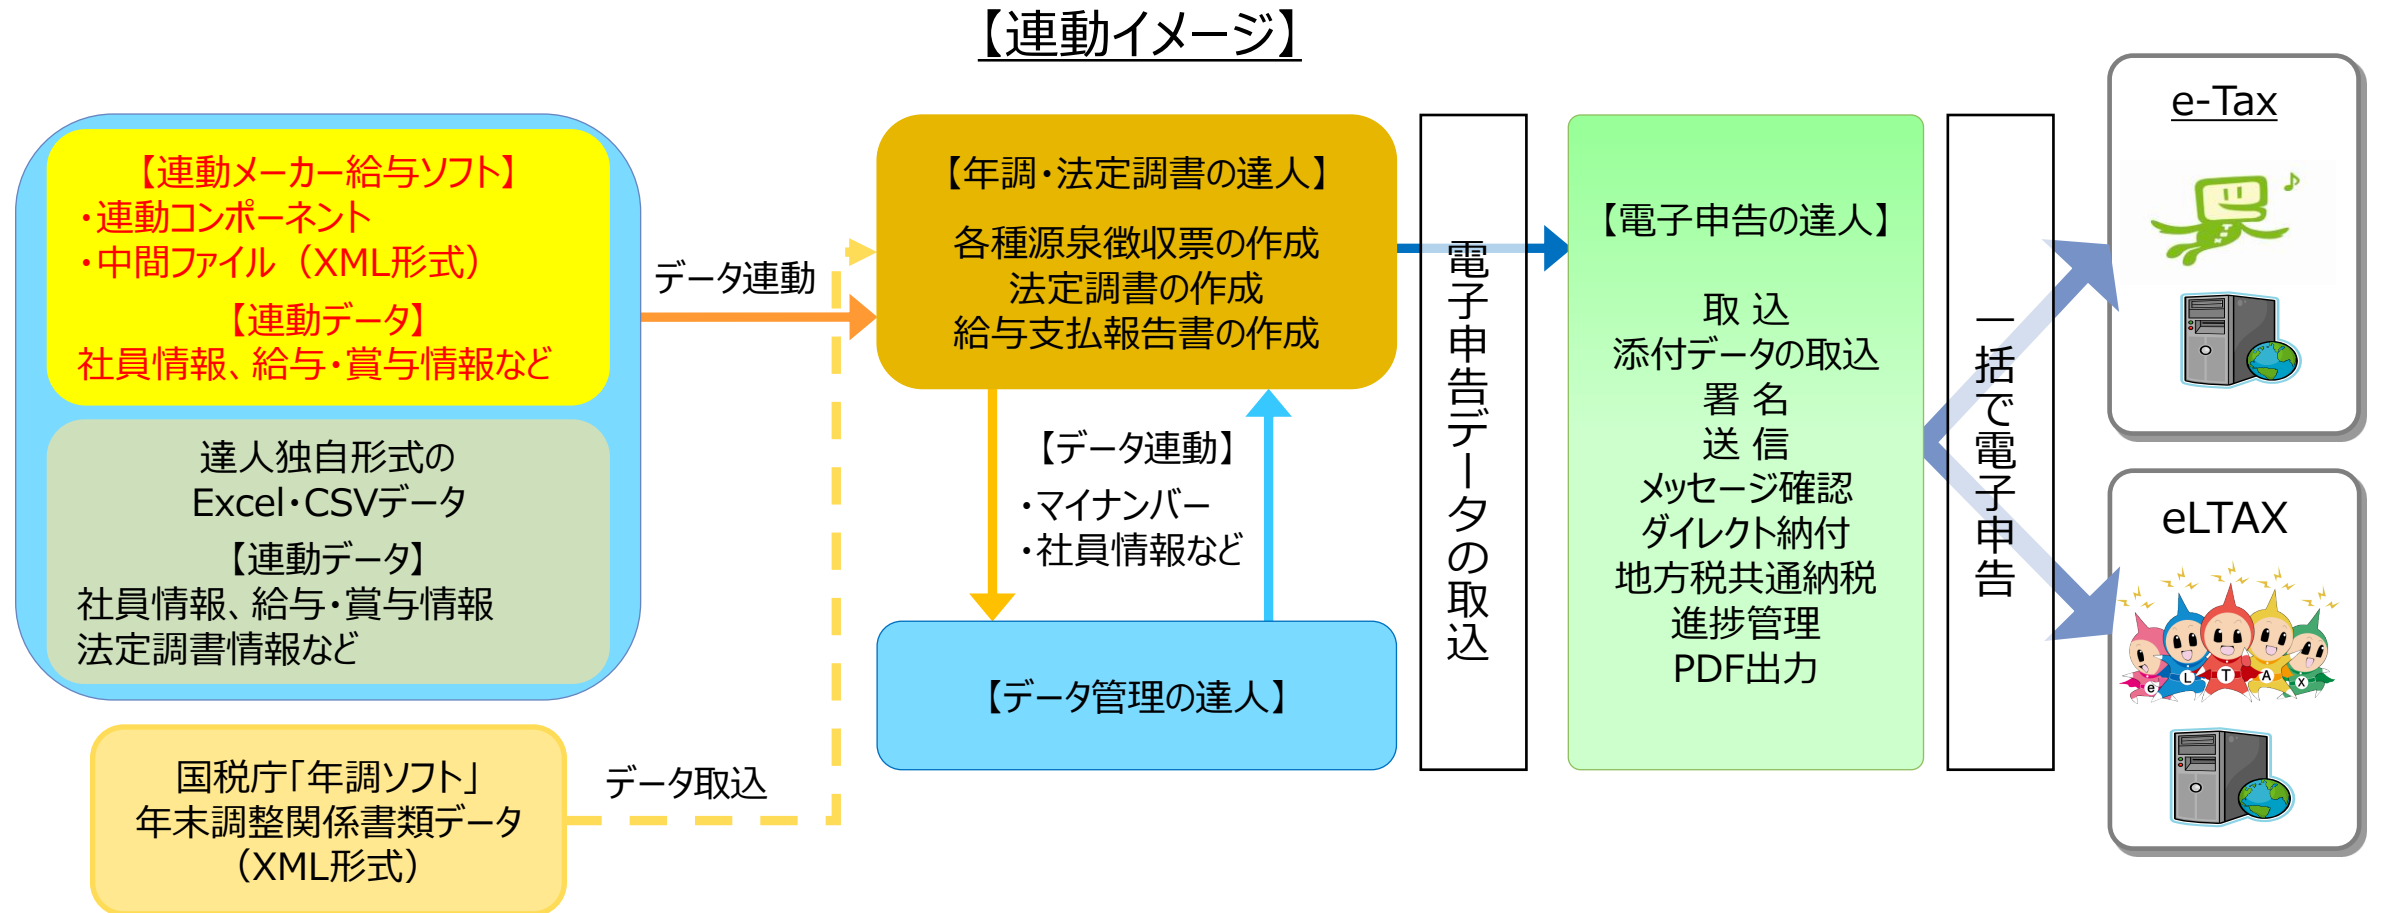 【連動イメージ】
【連動メーカー給与ソフト】
・連動コンポーネント
・中間ファイル（XML形式）
【連動データ】
社員情報、給与・賞与情報など
達人独自形式の
Excel・CSVデータ
【連動データ】
社員情報、給与・賞与情報
法定調書情報など
国税庁「年調ソフト」
年末調整関係書類データ
（XML形式）
データ連動
データ取込
【年調・法定調書の達人】
各種源泉徴収票の作成
法定調書の作成
給与支払報告書の作成
【データ連動】
・マイナンバー
・社員情報など
【データ管理の達人】
電子申告データの取込
【電子申告の達人】
取 込
添付データの取込
署 名
送 信
メッセージ確認
ダイレクト納付
地方税共通納税
進捗管理
PDF出力
一括で電子申告
e-Tax
eLTAX
e L T A X